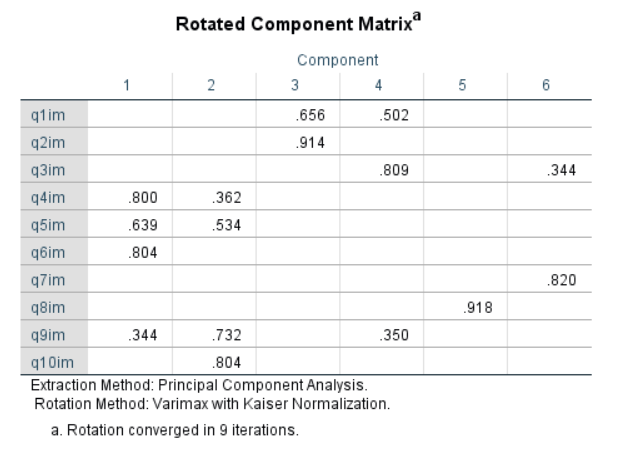 Rotated Component Matrixa
Component
1 2 3 4 5 6
q1im .656 .502
q2im .914
q3im .809 .344
q4im .800 .362
q5im .639 .534
q6im .804
q7im .820
q8im .918
q9im .344 .732 .350
q10im .804
Extraction Method: Principal Component Analysis.
Rotation Method: Varimax with Kaiser Normalization.
a. Rotation converged in 9 iterations.